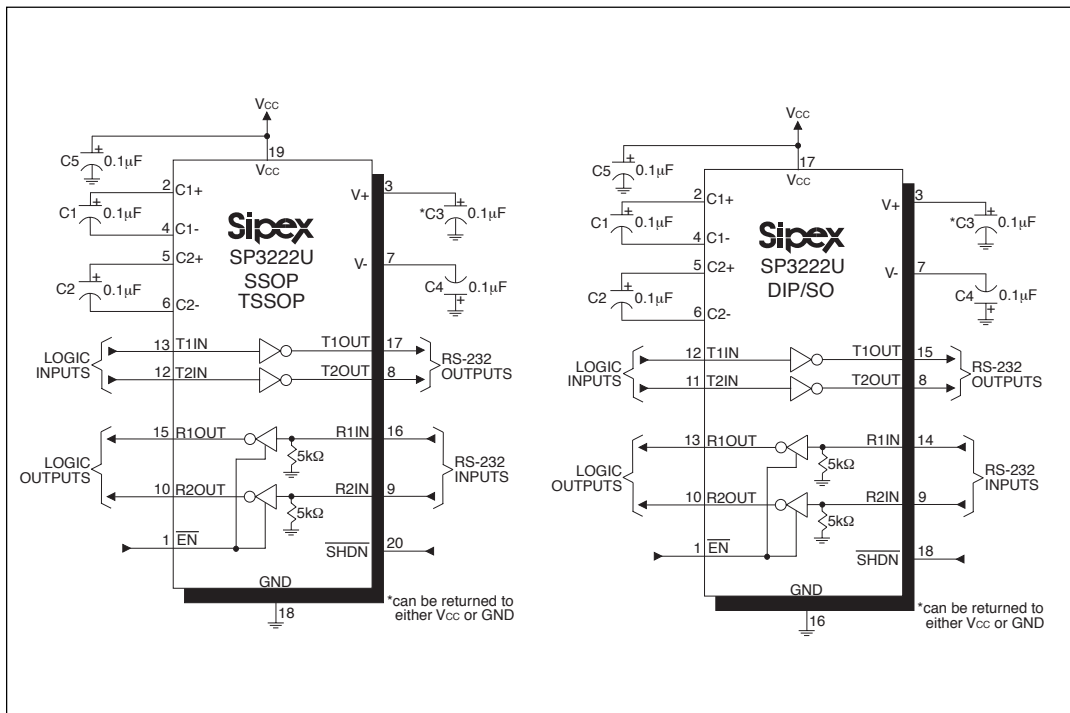 VCC
19
VCC
C5
+
0.1µF
2
C1+
C1
+
0.1µF
4
C1-
5
C2+
C2
+
0.1µF
6
C2-
V+
3
*C3
+
0.1µF
V-
7
C4
+
0.1µF
Sipex
SP3222U
SSOP
TSSOP
LOGIC
INPUTS
13
T1IN
T1OUT
17
12
T2IN
T2OUT
8
RS-232
OUTPUTS
LOGIC
OUTPUTS
15
R1OUT
R1IN
16
5kΩ
10
R2OUT
R2IN
9
5kΩ
RS-232
INPUTS
1
EN
SHDN
20
GND
18
*can be returned to
either VCC or GND
VCC
17
VCC
C5
+
0.1µF
2
C1+
C1
+
0.1µF
4
C1-
5
C2+
C2
+
0.1µF
6
C2-
V+
3
*C3
+
0.1µF
V-
7
C4
+
0.1µF
Sipex
SP3222U
DIP/SO
LOGIC
INPUTS
12
T1IN
T1OUT
15
11
T2IN
T2OUT
8
RS-232
OUTPUTS
LOGIC
OUTPUTS
13
R1OUT
R1IN
14
5kΩ
10
R2OUT
R2IN
9
5kΩ
RS-232
INPUTS
1
EN
SHDN
18
GND
16
*can be returned to
either VCC or GND